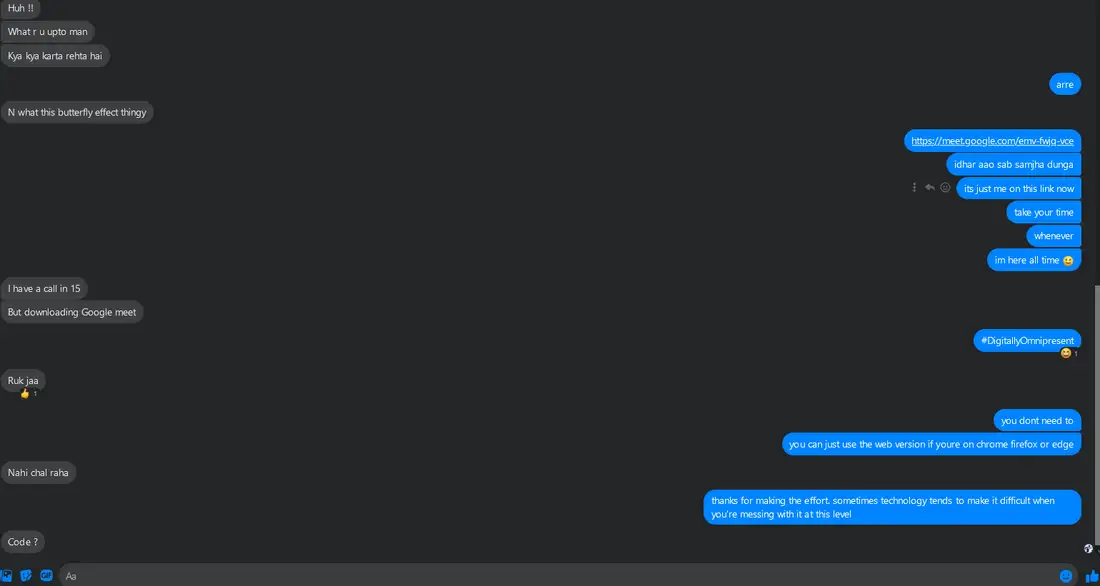 Huh !!
What r u upto man
Kya kya karta rehta hai
arre
N what this butterfly effect thingy
https://meet.google.com/emv-fwjq-vce
idhar aao sab samjha dunga
its just me on this link now
take your time
whenever
im here all time 😉
I have a call in 15
But downloading Google meet
#DigitallyOmnipresent
😆 1
Ruk jaa
👍 1
you dont need to
you can just use the web version if youre on chrome firefox or edge
Nahi chal raha
thanks for making the effort. sometimes technology tends to make it difficult when
you're messing with it at this level
Code ?
GIF
Aa